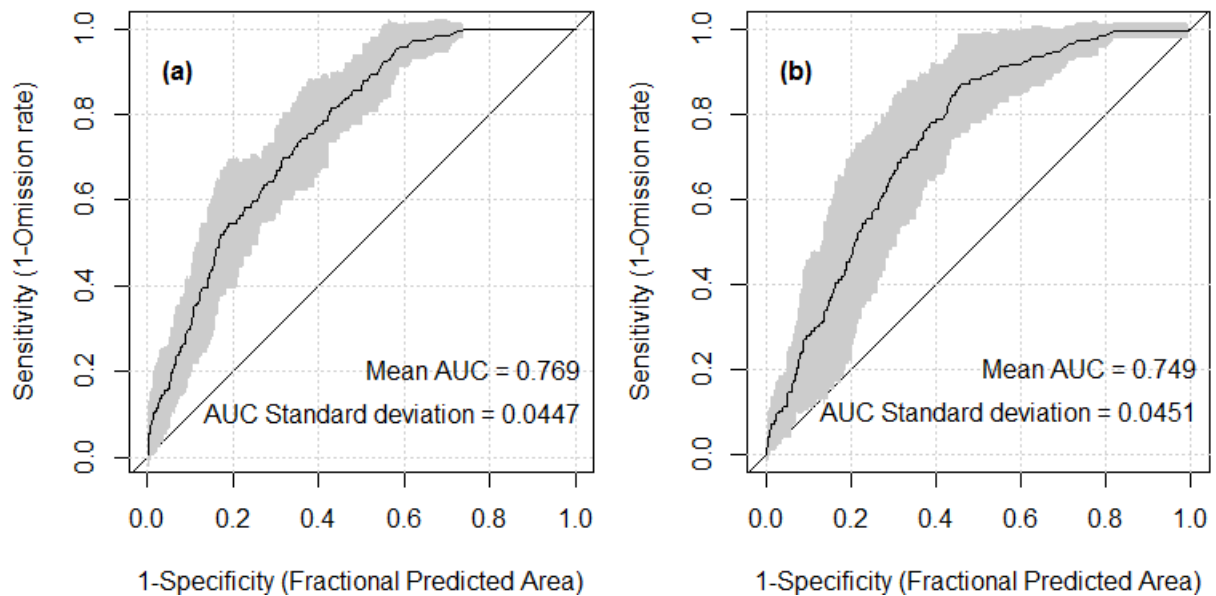 (a)
Sensitivity (1-Omission rate)
1.0
0.8
0.6
0.4
0.2
0.0
Mean AUC = 0.769
AUC Standard deviation = 0.0447
0.0 0.2 0.4 0.6 0.8 1.0
1-Specificity (Fractional Predicted Area)
(b)
Sensitivity (1-Omission rate)
1.0
0.8
0.6
0.4
0.2
0.0
Mean AUC = 0.749
AUC Standard deviation = 0.0451
0.0 0.2 0.4 0.6 0.8 1.0
1-Specificity (Fractional Predicted Area)